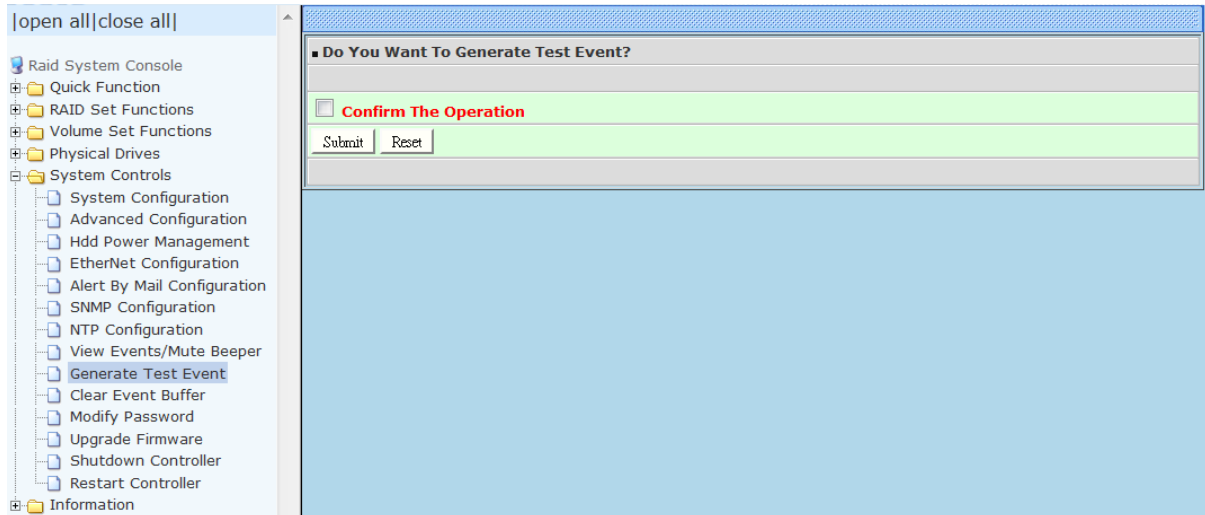 |open all|close all|
Raid System Console
Quick Function
RAID Set Functions
Volume Set Functions
Physical Drives
System Controls
System Configuration
Advanced Configuration
Hdd Power Management
EtherNet Configuration
Alert By Mail Configuration
SNMP Configuration
NTP Configuration
View Events/Mute Beeper
Generate Test Event
Clear Event Buffer
Modify Password
Upgrade Firmware
Shutdown Controller
Restart Controller
Information
Do You Want To Generate Test Event?
Confirm The Operation
Submit Reset